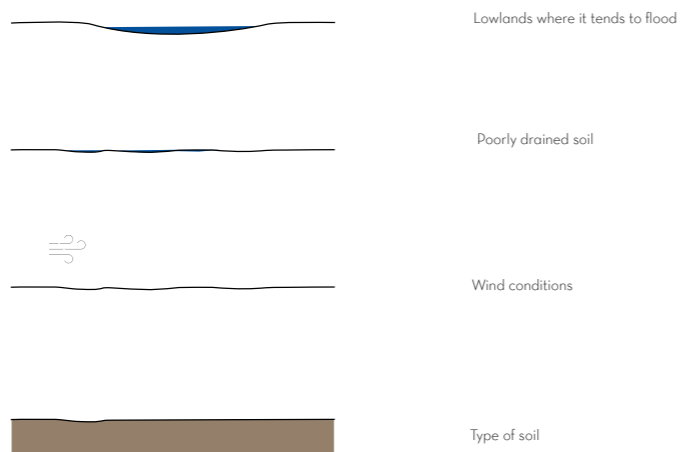 Lowlands where it tends to flood
Poorly drained soil
Wind conditions
Type of soil